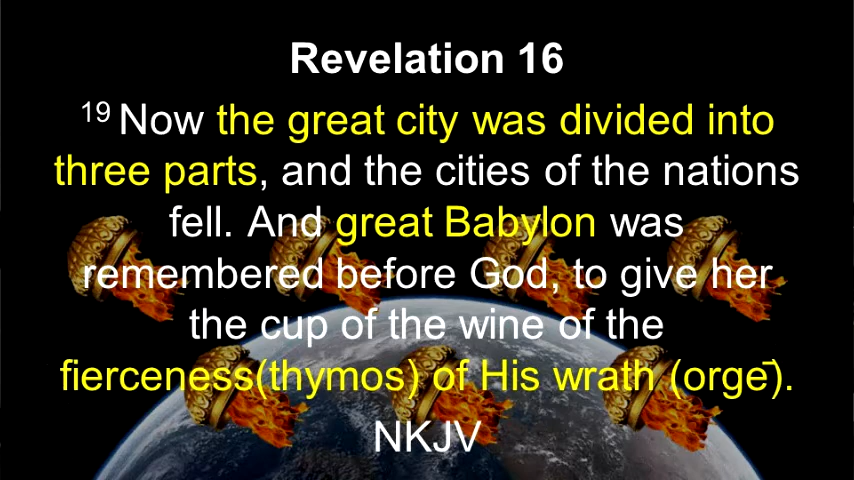 Revelation 16
19 Now the great city was divided into
three parts, and the cities of the nations
fell. And great Babylon was
remembered before God, to give her
the cup of the wine of the
fierceness(thymos) of His wrath (orgē).
NKJV